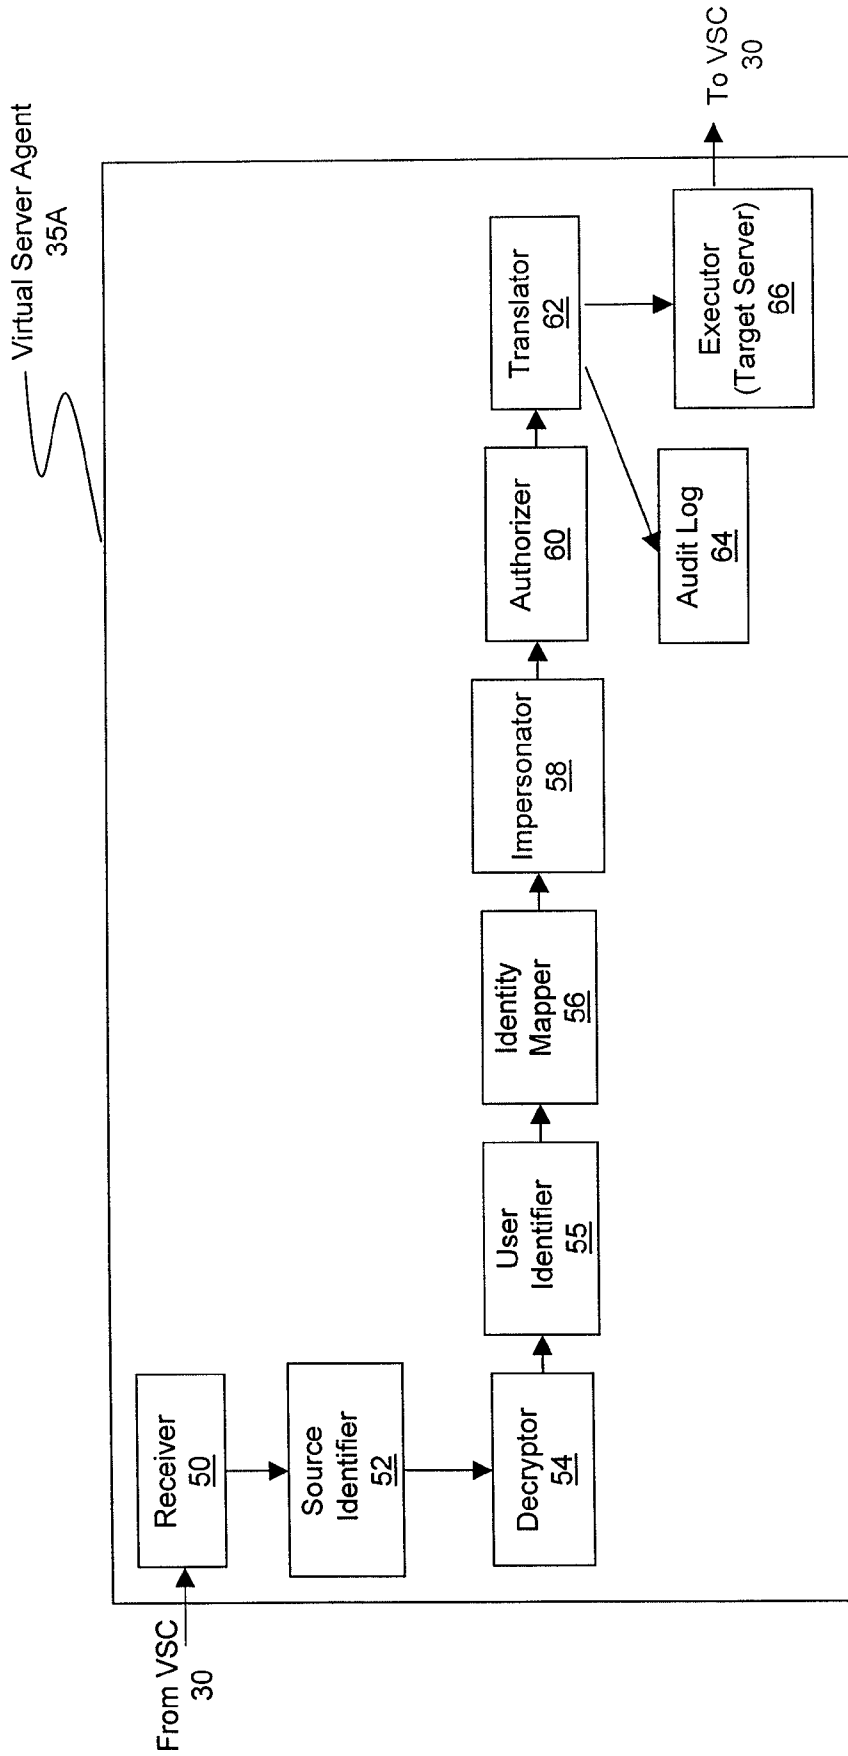 Virtual Server Agent
35A
From VSC
30
Receiver
50
Source
Identifier
52
Decryptor
54
User
Identifier
55
Identity
Mapper
56
Impersonator
58
Authorizer
60
Translator
62
Audit Log
64
Executor
(Target Server)
66
To VSC
30